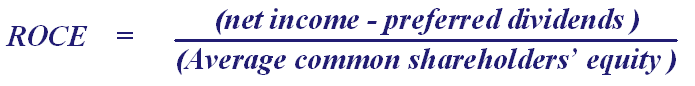 ROCE = (net income - preferred dividends )
(Average common shareholders’ equity )